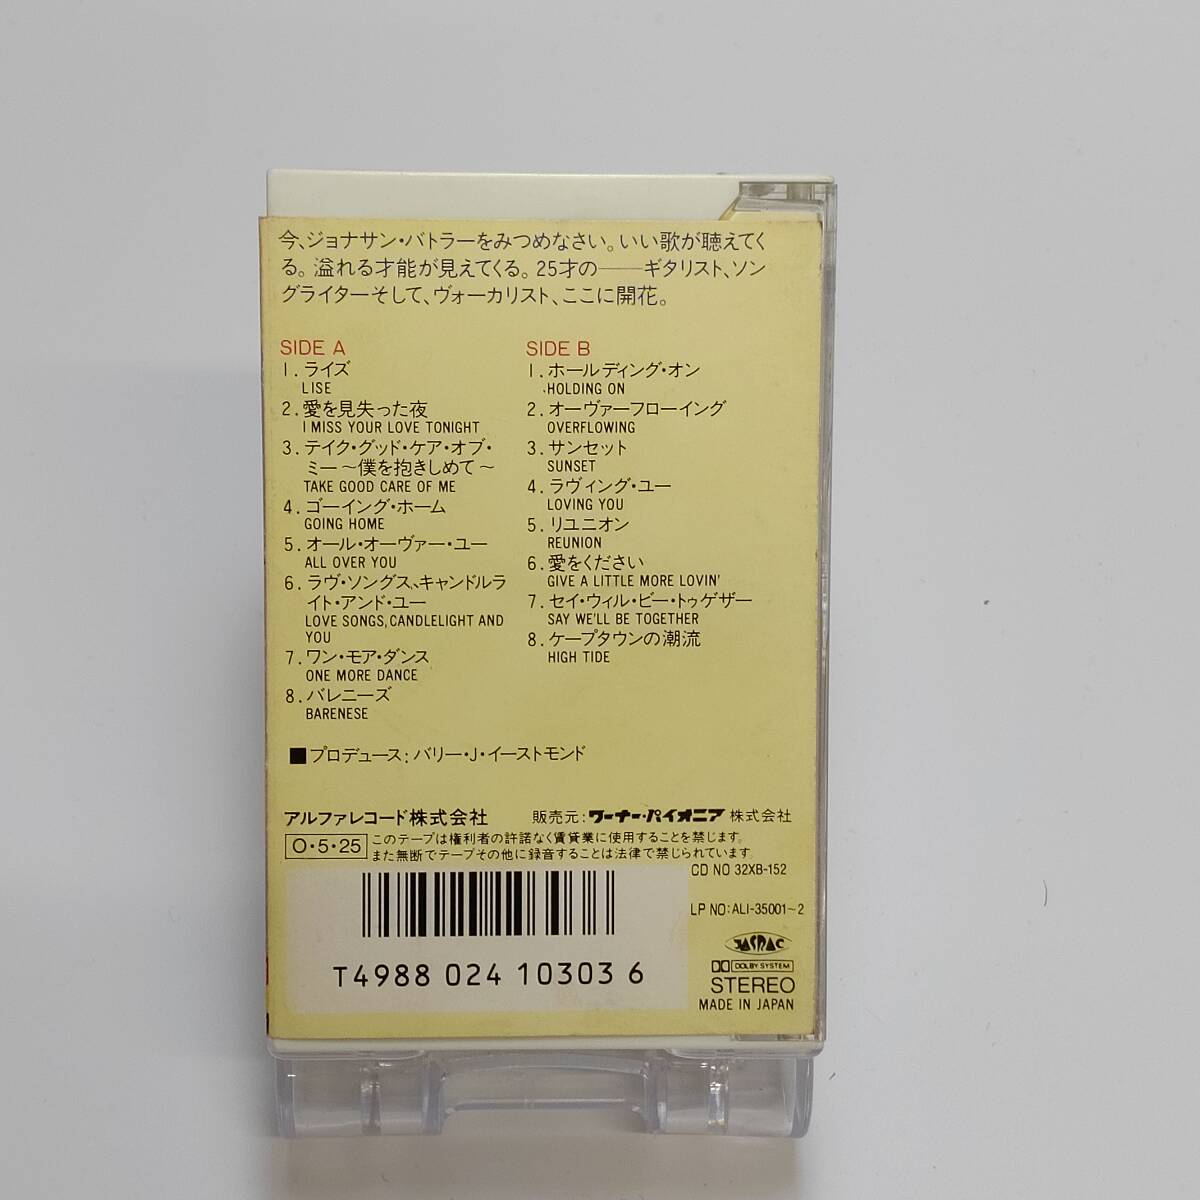 今、ジョナサン・バトラーをみつめなさい。いい歌が聴えてく
る。溢れる才能が見えてくる。25才の――ギタリスト、ソン
グライターそして、ヴォーカリスト、ここに開花。
SIDE A
1. ライズ
LISE
2. 愛を見失った夜
I MISS YOUR LOVE TONIGHT
3. テイク・グッド・ケア・オブ・
ミー〜僕を抱きしめて〜
TAKE GOOD CARE OF ME
4. ゴーイング・ホーム
GOING HOME
5. オール・オーヴァー・ユー
ALL OVER YOU
6. ラヴ・ソングス、キャンドルラ
イト・アンド・ユー
LOVE SONGS, CANDLELIGHT AND
YOU
7. ワン・モア・ダンス
ONE MORE DANCE
8. バレニーズ
BARENESE
SIDE B
1. ホールディング・オン
HOLDING ON
2. オーヴァーフローイング
OVERFLOWING
3. サンセット
SUNSET
4. ラヴィング・ユー
LOVING YOU
5. リユニオン
REUNION
6. 愛をください
GIVE A LITTLE MORE LOVIN'
7. セイ・ウィル・ビー・トゥゲザー
SAY WE'LL BE TOGETHER
8. ケープタウンの潮流
HIGH TIDE
■プロデュース: バリー・J・イーストモンド
アルファレコード株式会社 販売元: ワーナー・パイオニア 株式会社
O・5・25 このテープは権利者の許諾なく賃貸業に使用することを禁じます。
また無断でテープその他に録音することは法律で禁じられています。
CD NO 32XB-152
LP NO: ALI-35001~2
T4988 024 10303 6
JASRAC
DOLBY SYSTEM
STEREO
MADE IN JAPAN